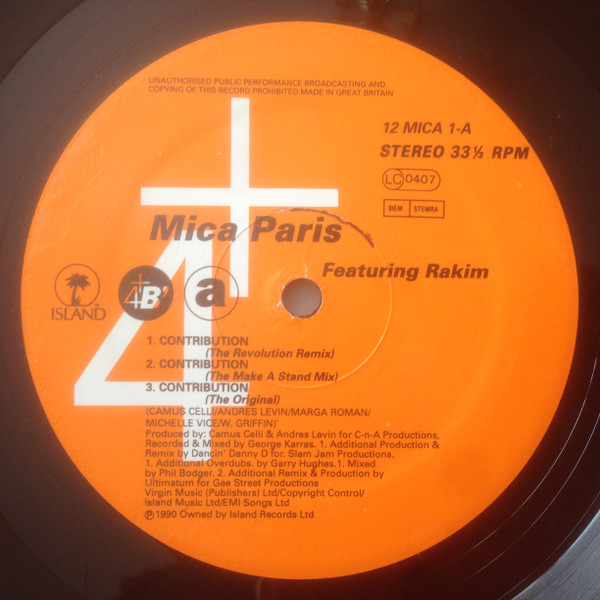 UNAUTHORISED PUBLIC PERFORMANCE BROADCASTING AND
COPYING OF THIS RECORD PROHIBITED MADE IN GREAT BRITAIN
12 MICA 1-A
STEREO 33⅓ RPM
LC 0407
BIEM STEMRA
Mica Paris
Featuring Rakim
ISLAND
4 'B'
a
1. CONTRIBUTION
(The Revolution Remix)
2. CONTRIBUTION
(The Make A Stand Mix)
3. CONTRIBUTION
(The Original)
(CAMUS CELLI/ANDRES LEVIN/MARGA ROMAN/
MICHELLE VICE/W. GRIFFIN)'
Produced by: Camus Celli & Andres Levin for C-n-A Productions.
Recorded & Mixed by George Karras. 1. Additional Production &
Remix by Dancin' Danny D for. Slam Jam Productions.
1. Additional Overdubs. by Garry Hughes.1. Mixed
by Phil Bodger. 2. Additional Remix & Production by
Ultimatum for Gee Street Productions
Virgin Music (Publishers) Ltd/Copyright Control/
Island Music Ltd/EMI Songs Ltd
℗1990 Owned by Island Records Ltd